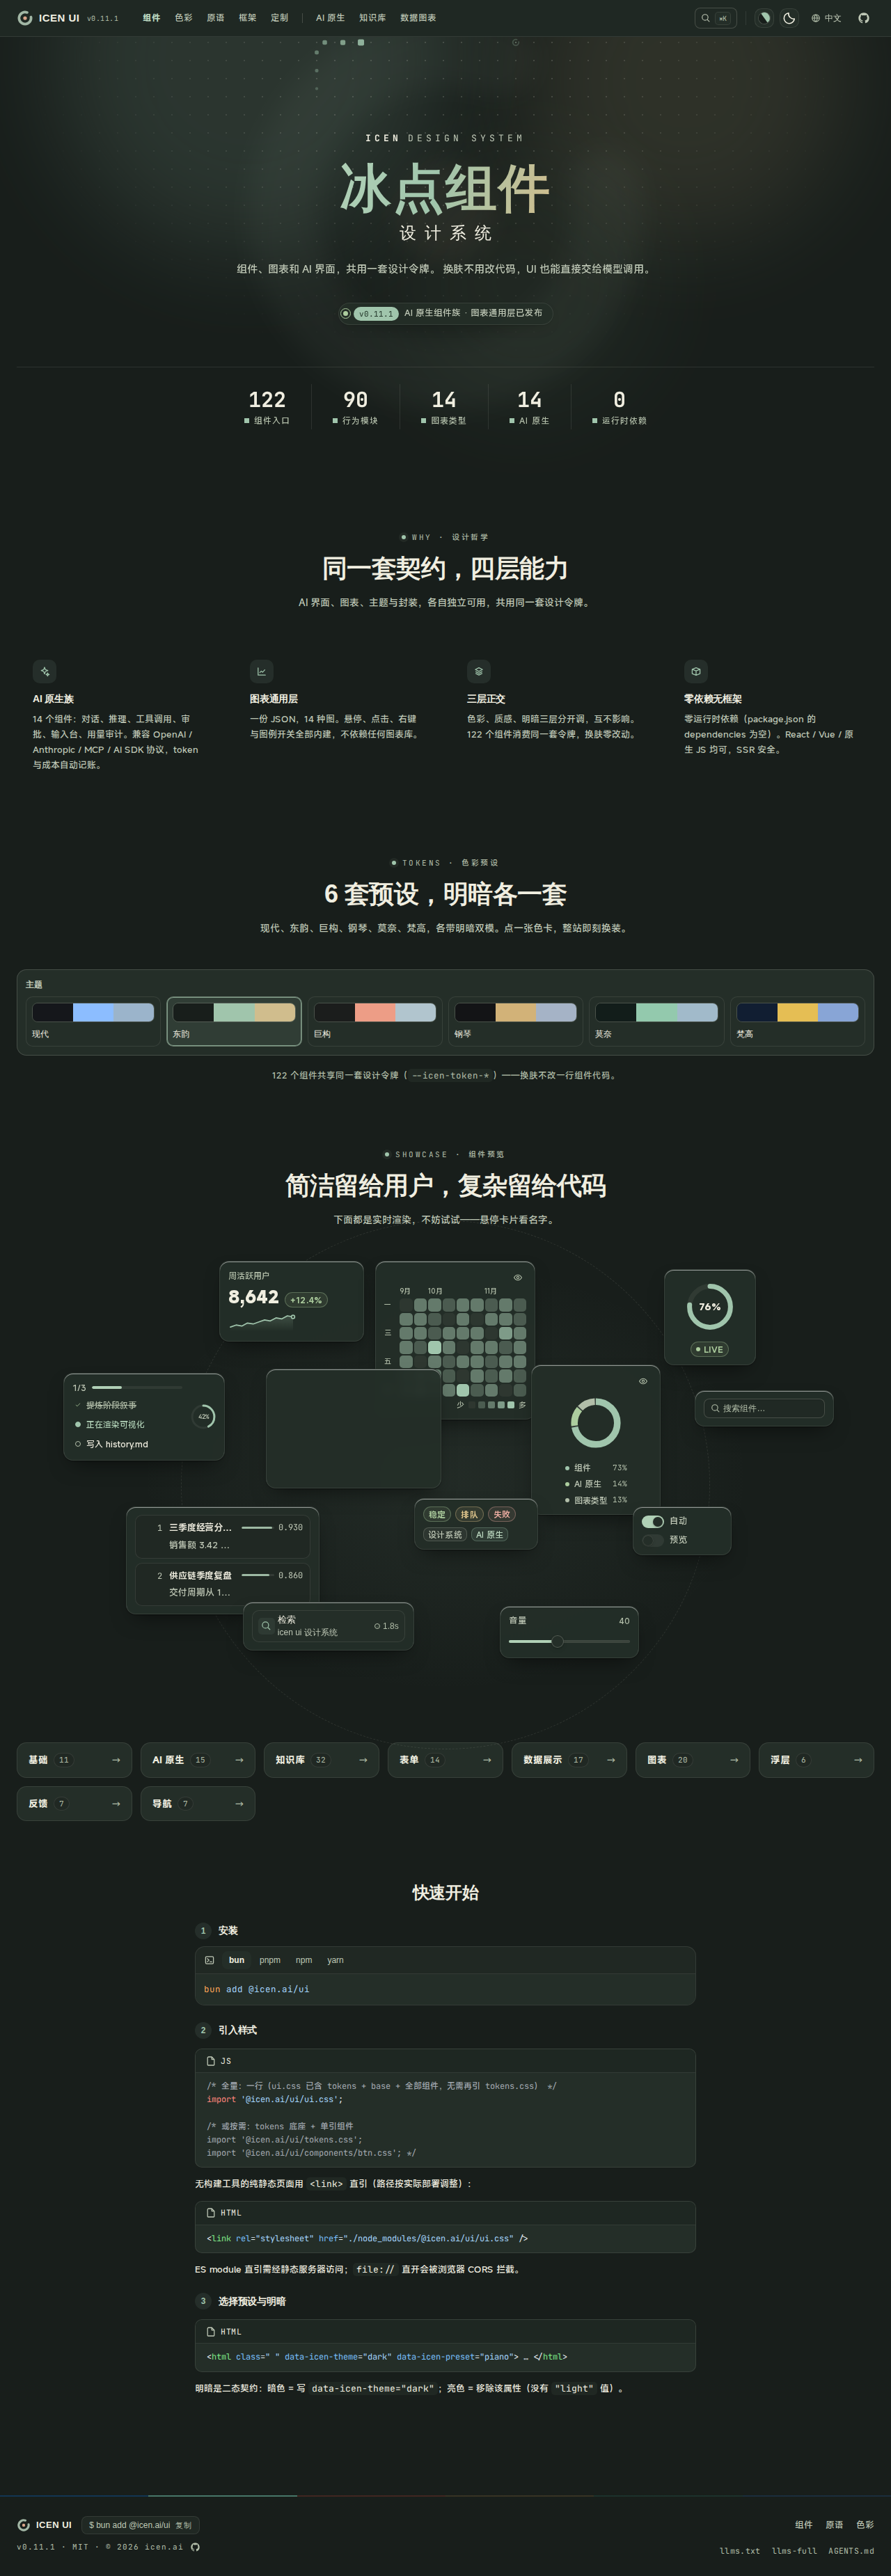 ICEN UI v0.11.1 组件 色彩 原语 框架 定制 AI 原生 知识库 数据图表 ⌘K 中文
ICEN DESIGN SYSTEM
冰点组件
设计系统
组件、图表和 AI 界面，共用一套设计令牌。 换肤不用改代码，UI 也能直接交给模型调用。
v0.11.1 AI 原生组件族 · 图表通用层已发布
122 90 14 14 0
组件入口 行为模块 图表类型 AI 原生 运行时依赖
WHY · 设计哲学
同一套契约，四层能力
AI 界面、图表、主题与封装，各自独立可用，共用同一套设计令牌。
AI 原生族
14 个组件：对话、推理、工具调用、审
批、输入台、用量审计。兼容 OpenAI /
Anthropic / MCP / AI SDK 协议，token
与成本自动记账。
图表通用层
一份 JSON，14 种图。悬停、点击、右键
与图例开关全部内建，不依赖任何图表库。
三层正交
色彩、质感、明暗三层分开调，互不影响。
122 个组件消费同一套令牌，换肤零改动。
零依赖无框架
零运行时依赖（package.json 的
dependencies 为空）。React / Vue / 原
生 JS 均可，SSR 安全。
TOKENS · 色彩预设
6 套预设，明暗各一套
现代、东韵、巨构、钢琴、莫奈、梵高，各带明暗双模。点一张色卡，整站即刻换装。
主题
现代 东韵 巨构 钢琴 莫奈 梵高
122 个组件共享同一套设计令牌（--icen-token-*）——换肤不改一行组件代码。
SHOWCASE · 组件预览
简洁留给用户，复杂留给代码
下面都是实时渲染，不妨试试——悬停卡片看名字。
周活跃用户
8,642 +12.4%
9月 10月 11月
一
三
五
少 多
76%
LIVE
1/3
提炼阶段叙事
正在渲染可视化
写入 history.md
42%
组件 73%
AI 原生 14%
图表类型 13%
搜索组件…
稳定 排队 失败
设计系统 AI 原生
自动
预览
1 三季度经营分… 0.930
销售额 3.42 …
2 供应链季度复盘 0.860
交付周期从 1…
检索
icen ui 设计系统
1.8s
音量 40
基础 11 → AI 原生 15 → 知识库 32 → 表单 14 → 数据展示 17 → 图表 20 → 浮层 6 →
反馈 7 → 导航 7 →
快速开始
1 安装
bun pnpm npm yarn
bun add @icen.ai/ui
2 引入样式
JS
/* 全量：一行（ui.css 已含 tokens + base + 全部组件，无需再引 tokens.css） */
import '@icen.ai/ui/ui.css';
/* 或按需：tokens 底座 + 单引组件
import '@icen.ai/ui/tokens.css';
import '@icen.ai/ui/components/btn.css'; */
无构建工具的纯静态页面用 <link> 直引（路径按实际部署调整）：
HTML
<link rel="stylesheet" href="./node_modules/@icen.ai/ui/ui.css" />
ES module 直引需经静态服务器访问；file:// 直开会被浏览器 CORS 拦截。
3 选择预设与明暗
HTML
<html class=" " data-icen-theme="dark" data-icen-preset="piano"> … </html>
明暗是二态契约：暗色 = 写 data-icen-theme="dark"；亮色 = 移除该属性（没有 "light" 值）。
ICEN UI $ bun add @icen.ai/ui 复制
v0.11.1 · MIT · © 2026 icen.ai
组件 原语 色彩
llms.txt llms-full AGENTS.md